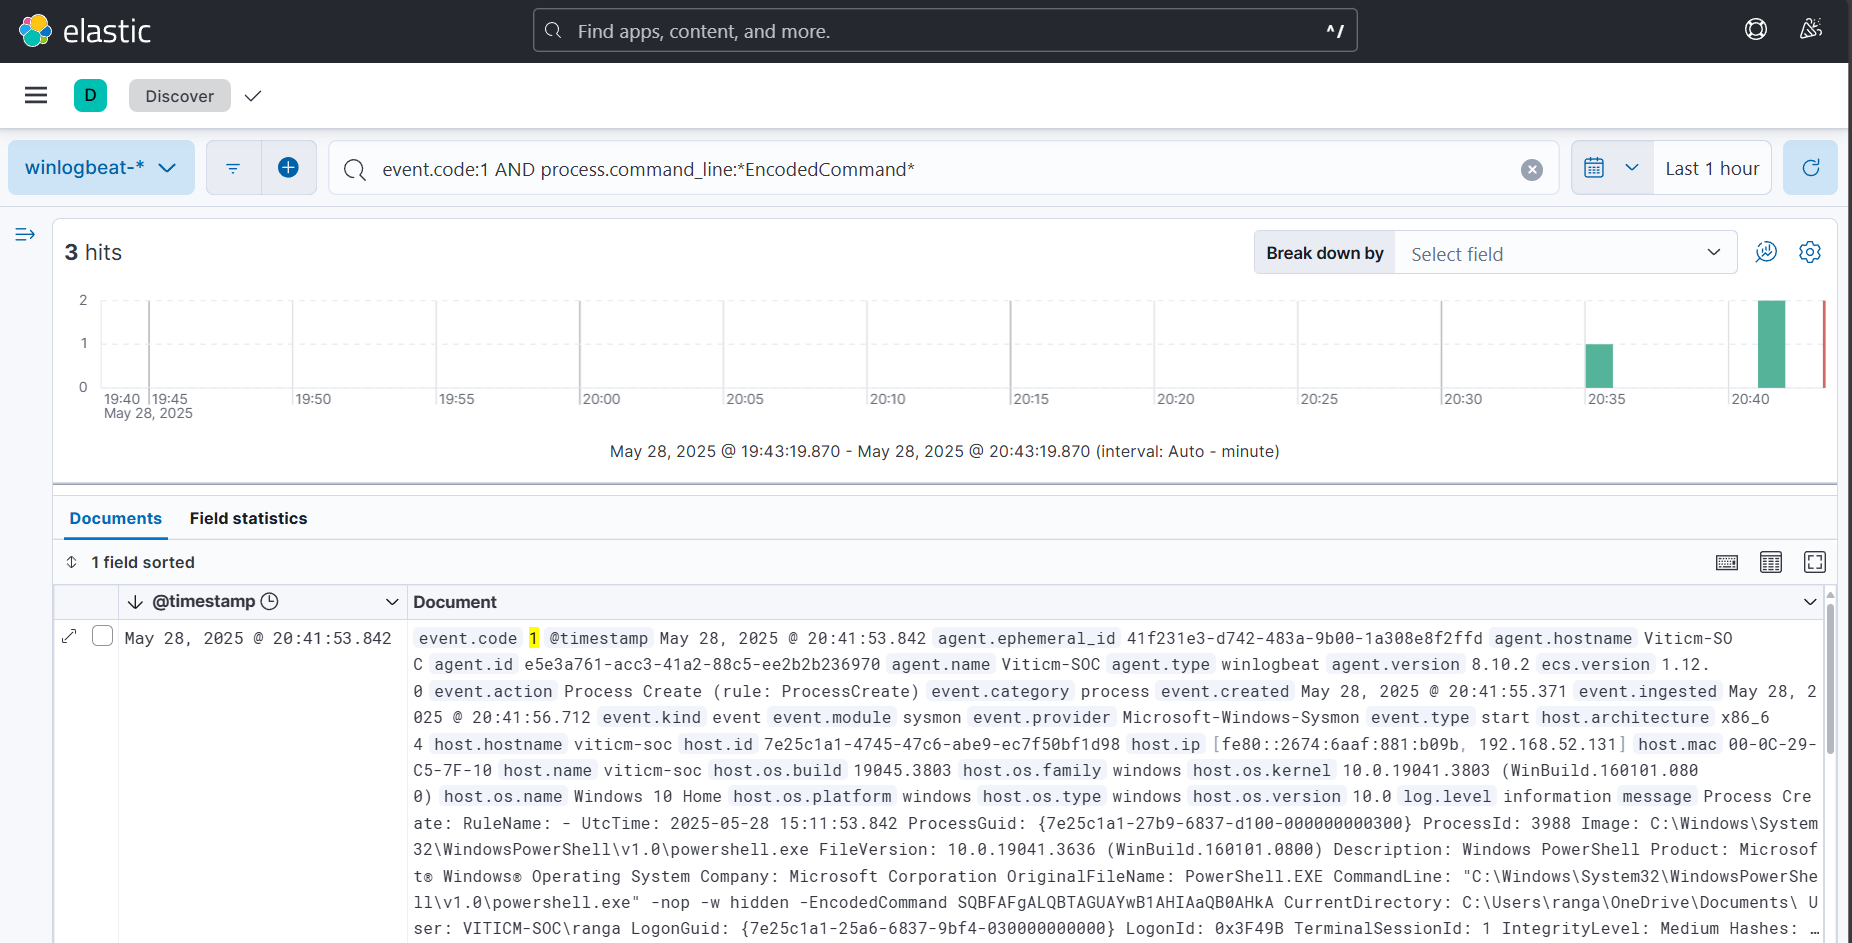 elastic
Find apps, content, and more.
^/
D
Discover
winlogbeat-*
event.code:1 AND process.command_line:*EncodedCommand*
Last 1 hour
3 hits
Break down by
Select field
2
1
0
19:40
19:45
19:50
19:55
20:00
20:05
20:10
20:15
20:20
20:25
20:30
20:35
20:40
May 28, 2025
May 28, 2025 @ 19:43:19.870 - May 28, 2025 @ 20:43:19.870 (interval: Auto - minute)
Documents
Field statistics
1 field sorted
@timestamp
Document
May 28, 2025 @ 20:41:53.842
event.code 1 @timestamp May 28, 2025 @ 20:41:53.842 agent.ephemeral_id 41f231e3-d742-483a-9b00-1a308e8f2ffd agent.hostname Viticm-SO
C agent.id e5e3a761-acc3-41a2-88c5-ee2b2b236970 agent.name Viticm-SOC agent.type winlogbeat agent.version 8.10.2 ecs.version 1.12.
0 event.action Process Create (rule: ProcessCreate) event.category process event.created May 28, 2025 @ 20:41:55.371 event.ingested May 28, 2
025 @ 20:41:56.712 event.kind event event.module sysmon event.provider Microsoft-Windows-Sysmon event.type start host.architecture x86_6
4 host.hostname viticm-soc host.id 7e25c1a1-4745-47c6-abe9-ec7f50bf1d98 host.ip [fe80::2674:6aaf:881:b09b, 192.168.52.131] host.mac 00-0C-29-
C5-7F-10 host.name viticm-soc host.os.build 19045.3803 host.os.family windows host.os.kernel 10.0.19041.3803 (WinBuild.160101.080
0) host.os.name Windows 10 Home host.os.platform windows host.os.type windows host.os.version 10.0 log.level information message Process Cre
ate: RuleName: - UtcTime: 2025-05-28 15:11:53.842 ProcessGuid: {7e25c1a1-27b9-6837-d100-000000000300} ProcessId: 3988 Image: C:\Windows\System
32\WindowsPowerShell\v1.0\powershell.exe FileVersion: 10.0.19041.3636 (WinBuild.160101.0800) Description: Windows PowerShell Product: Microsof
t® Windows® Operating System Company: Microsoft Corporation OriginalFileName: PowerShell.EXE CommandLine: "C:\Windows\System32\WindowsPowerShe
ll\v1.0\powershell.exe" -nop -w hidden -EncodedCommand SQBFAFgALQBTAGUAYwB1AHIAaQB0AHkA CurrentDirectory: C:\Users\ranga\OneDrive\Documents\ U
ser: VITICM-SOC\ranga LogonGuid: {7e25c1a1-25a6-6837-9bf4-030000000000} LogonId: 0x3F49B TerminalSessionId: 1 IntegrityLevel: Medium Hashes: …